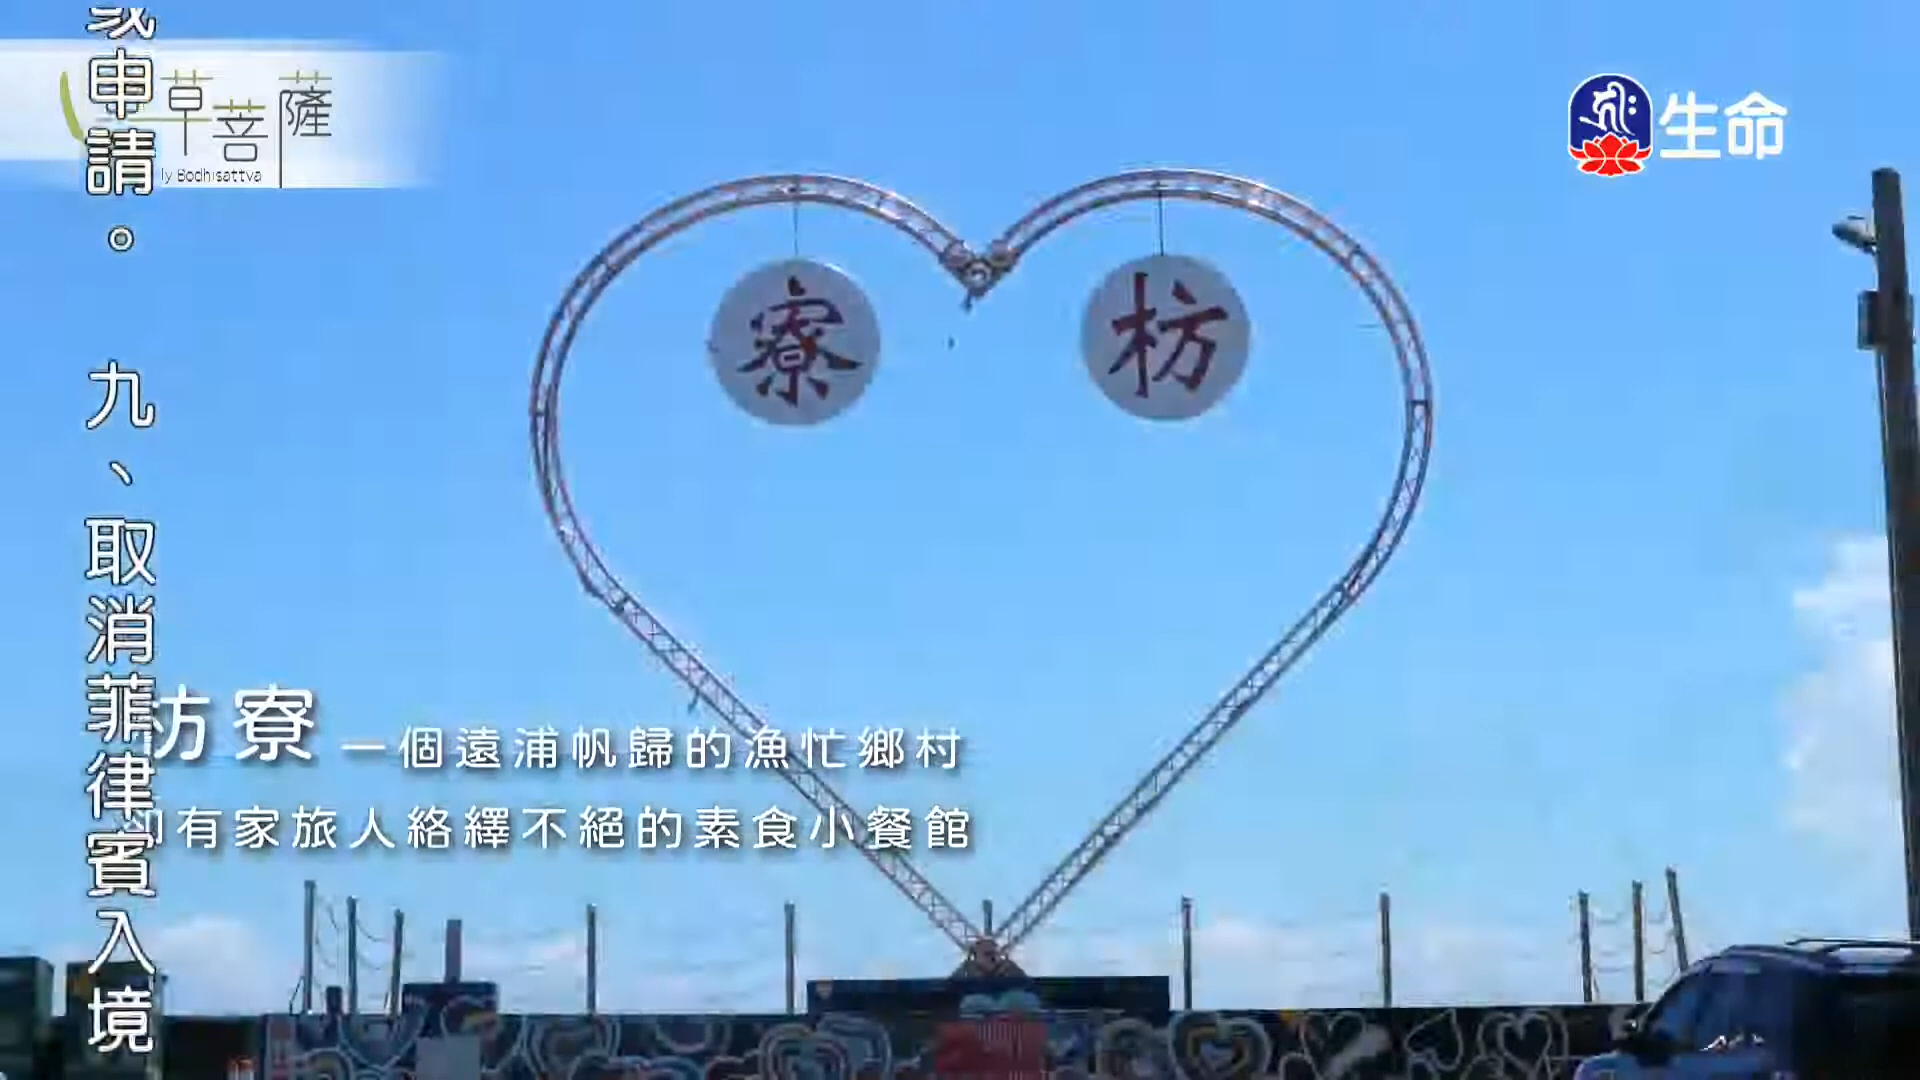 申請。 九、取消菲律賓入境
草菩薩
ly Bodhisattva
生命
寮 枋
枋寮 一個遠浦帆歸的漁忙鄉村
卻有家旅人絡繹不絕的素食小餐館